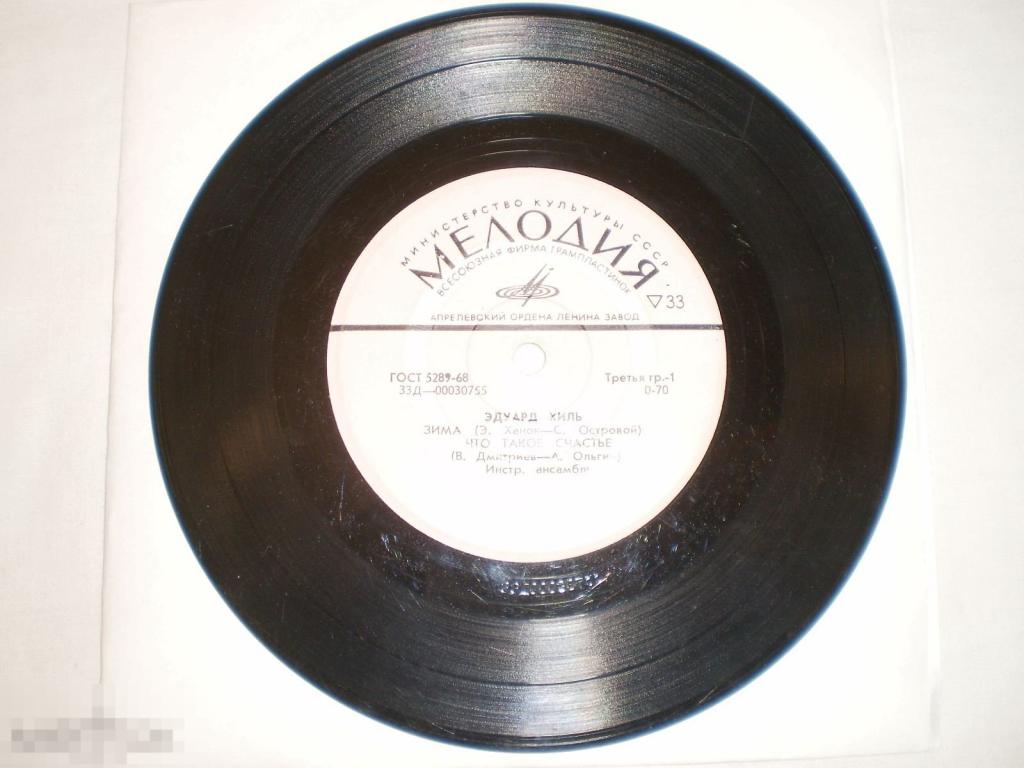 МИНИСТЕРСТВО КУЛЬТУРЫ СССР
МЕЛОДИЯ
ВСЕСОЮЗНАЯ ФИРМА ГРАМПЛАСТИНОК
▽33
АПРЕЛЕВСКИЙ ОРДЕНА ЛЕНИНА ЗАВОД
ГОСТ 5289-68 Третья гр.-1
33Д—00030755 0-70
ЭДУАРД ХИЛЬ
ЗИМА (Э. Ханок—С. Островой)
ЧТО ТАКОЕ СЧАСТЬЕ
(В. Дмитриев—А. Ольгин)
Инстр. ансамбль